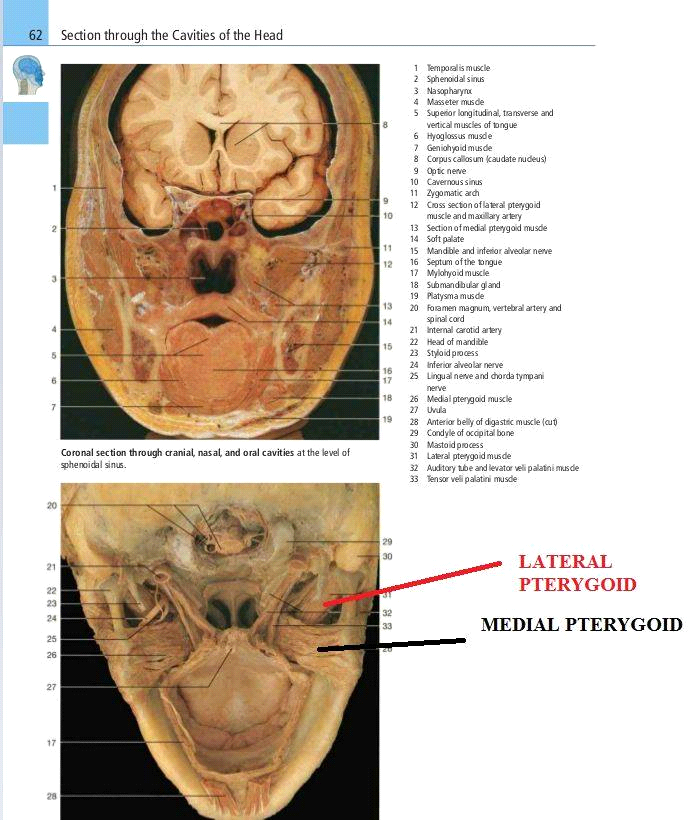 62 Section through the Cavities of the Head
8
1
9
10
2
11
12
3
13
14
4
15
5
16
6
17
18
7
19
Coronal section through cranial, nasal, and oral cavities at the level of
sphenoidal sinus.
1 Temporalis muscle
2 Sphenoidal sinus
3 Nasopharynx
4 Masseter muscle
5 Superior longitudinal, transverse and
vertical muscles of tongue
6 Hyoglossus muscle
7 Geniohyoid muscle
8 Corpus callosum (caudate nucleus)
9 Optic nerve
10 Cavernous sinus
11 Zygomatic arch
12 Cross section of lateral pterygoid
muscle and maxillary artery
13 Section of medial pterygoid muscle
14 Soft palate
15 Mandible and inferior alveolar nerve
16 Septum of the tongue
17 Mylohyoid muscle
18 Submandibular gland
19 Platysma muscle
20 Foramen magnum, vertebral artery and
spinal cord
21 Internal carotid artery
22 Head of mandible
23 Styloid process
24 Inferior alveolar nerve
25 Lingual nerve and chorda tympani
nerve
26 Medial pterygoid muscle
27 Uvula
28 Anterior belly of digastric muscle (cut)
29 Condyle of occipital bone
30 Mastoid process
31 Lateral pterygoid muscle
32 Auditory tube and levator veli palatini muscle
33 Tensor veli palatini muscle
20
29
30
21
22
31
23
32
24
33
25
26
26
27
17
28
LATERAL
PTERYGOID
MEDIAL PTERYGOID